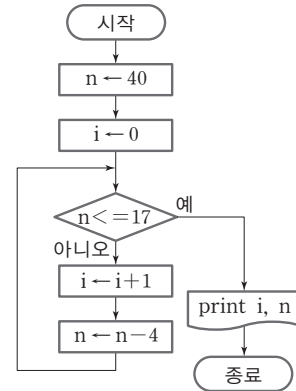 시작
n ← 40
i ← 0
n<=17
예
아니오
i ← i+1
n ← n−4
print i, n
종료